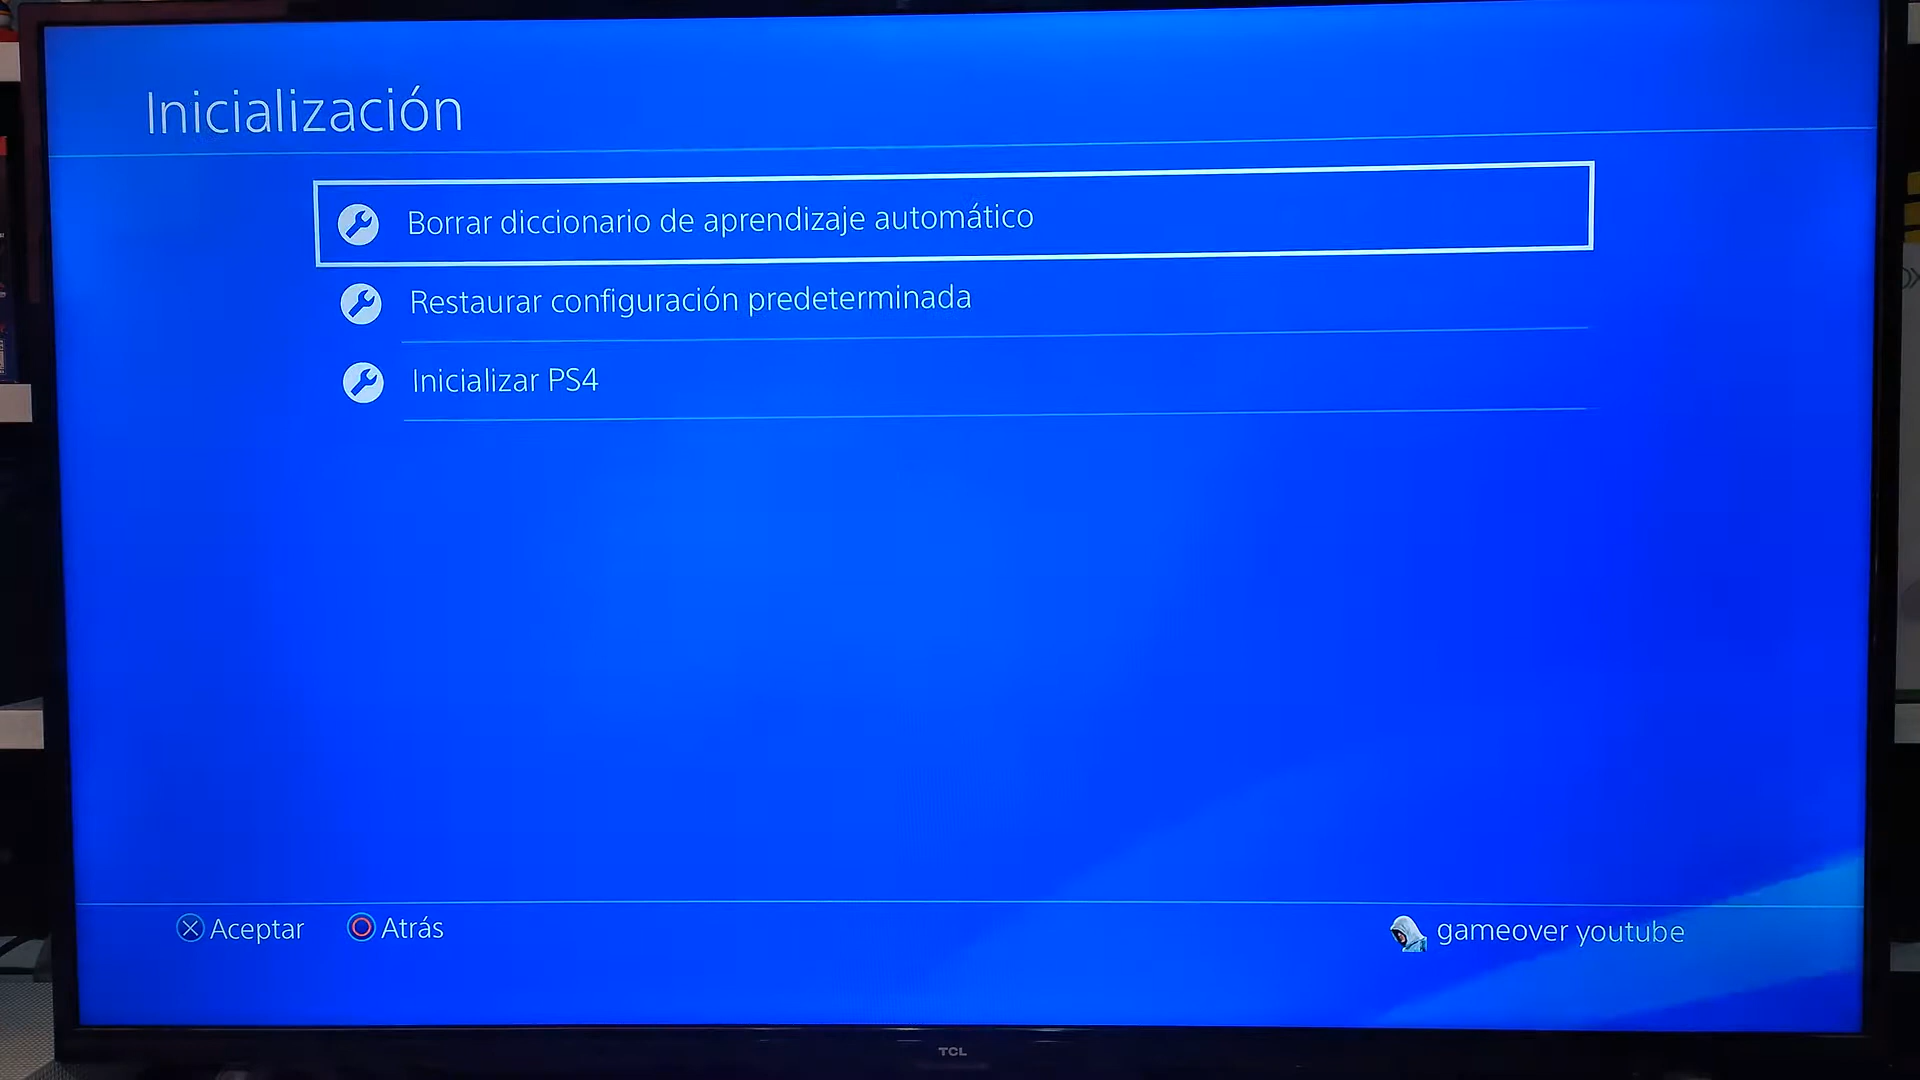 Inicialización
Borrar diccionario de aprendizaje automático
Restaurar configuración predeterminada
Inicializar PS4
Aceptar Atrás
gameover youtube
TCL